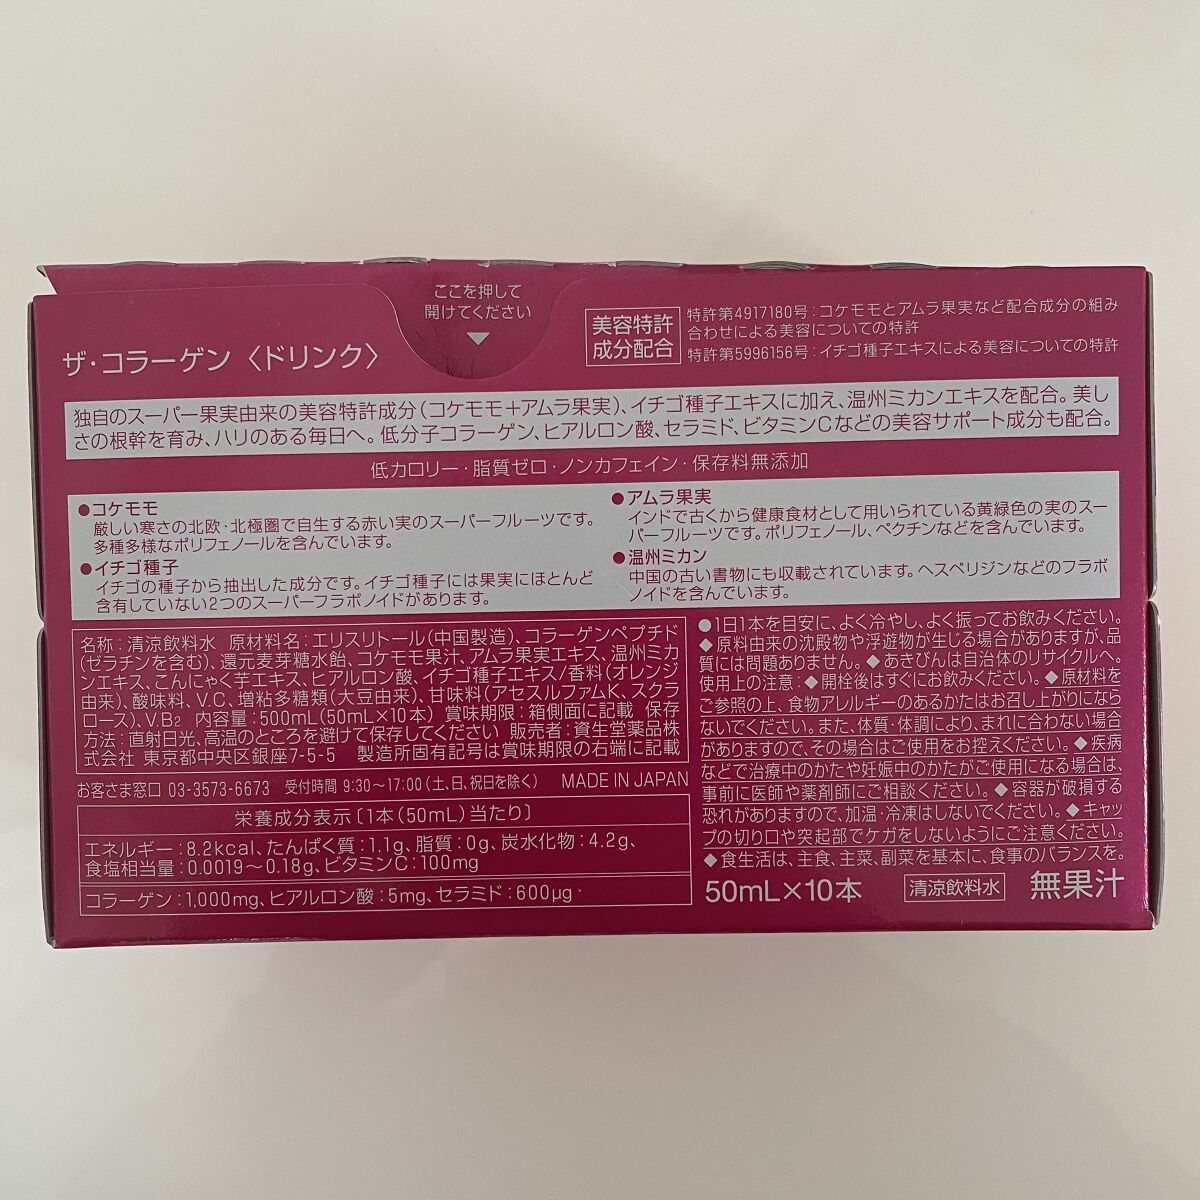 ここを押して
開けてください
ザ・コラーゲン〈ドリンク〉
美容特許
成分配合
特許第4917180号:コケモモとアムラ果実など配合成分の組み
合わせによる美容についての特許
特許第5996156号:イチゴ種子エキスによる美容についての特許
独自のスーパー果実由来の美容特許成分(コケモモ+アムラ果実)、イチゴ種子エキスに加え、温州ミカンエキスを配合。美し
さの根幹を育み、ハリのある毎日へ。低分子コラーゲン、ヒアルロン酸、セラミド、ビタミンCなどの美容サポート成分も配合。
低カロリー・脂質ゼロ・ノンカフェイン・保存料無添加
●コケモモ
厳しい寒さの北欧・北極圏で自生する赤い実のスーパーフルーツです。
多種多様なポリフェノールを含んでいます。
●イチゴ種子
イチゴの種子から抽出した成分です。イチゴ種子には果実にほとんど
含有していない2つのスーパーフラボノイドがあります。
●アムラ果実
インドで古くから健康食材として用いられている黄緑色の実のスー
パーフルーツです。ポリフェノール、ペクチンなどを含んでいます。
●温州ミカン
中国の古い書物にも収載されています。ヘスペリジンなどのフラボ
ノイドを含んでいます。
名称:清涼飲料水 原材料名:エリスリトール(中国製造)、コラーゲンペプチド
(ゼラチンを含む)、還元麦芽糖水飴、コケモモ果汁、アムラ果実エキス、温州ミカ
ンエキス、こんにゃく芋エキス、ヒアルロン酸、イチゴ種子エキス/香料(オレンジ
由来)、酸味料、V.C、増粘多糖類(大豆由来)、甘味料(アセスルファムK、スクラ
ロース)、V.B2 内容量:500mL(50mL×10本) 賞味期限:箱側面に記載 保存
方法:直射日光、高温のところを避けて保存してください 販売者:資生堂薬品株
式会社 東京都中央区銀座7-5-5 製造所固有記号は賞味期限の右端に記載
お客さま窓口 03-3573-6673 受付時間 9:30~17:00(土、日、祝日を除く) MADE IN JAPAN
栄養成分表示〔1本(50mL)当たり〕
エネルギー:8.2kcal、たんぱく質:1.1g、脂質:0g、炭水化物:4.2g、
食塩相当量:0.0019~0.18g、ビタミンC:100mg
コラーゲン:1,000mg、ヒアルロン酸:5mg、セラミド:600μg
●1日1本を目安に、よく冷やし、よく振ってお飲みください。
◆原料由来の沈殿物や浮遊物が生じる場合がありますが、品
質には問題ありません。◆あきびんは自治体のリサイクルへ。
使用上の注意:◆開栓後はすぐにお飲みください。◆原材料を
ご参照の上、食物アレルギーのあるかたはお召し上がりになら
ないでください。また、体質・体調により、まれに合わない場合
がありますので、その場合はご使用をお控えください。◆疾病
などで治療中のかたや妊娠中のかたがご使用になる場合は、
事前に医師や薬剤師にご相談ください。◆容器が破損する
恐れがありますので、加温・冷凍はしないでください。◆キャッ
プの切り口や突起部でケガをしないようにご注意ください。
◆食生活は、主食、主菜、副菜を基本に、食事のバランスを。
50mL×10本 清涼飲料水 無果汁